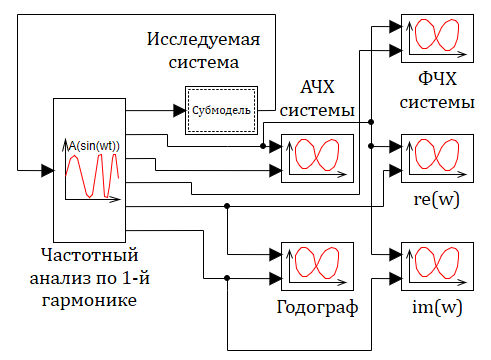 Исследуемая
система
Субмодель
АЧХ
системы
ФЧХ
системы
A(sin(wt))
re(w)
Частотный
анализ по 1-й
гармонике
Годограф
im(w)